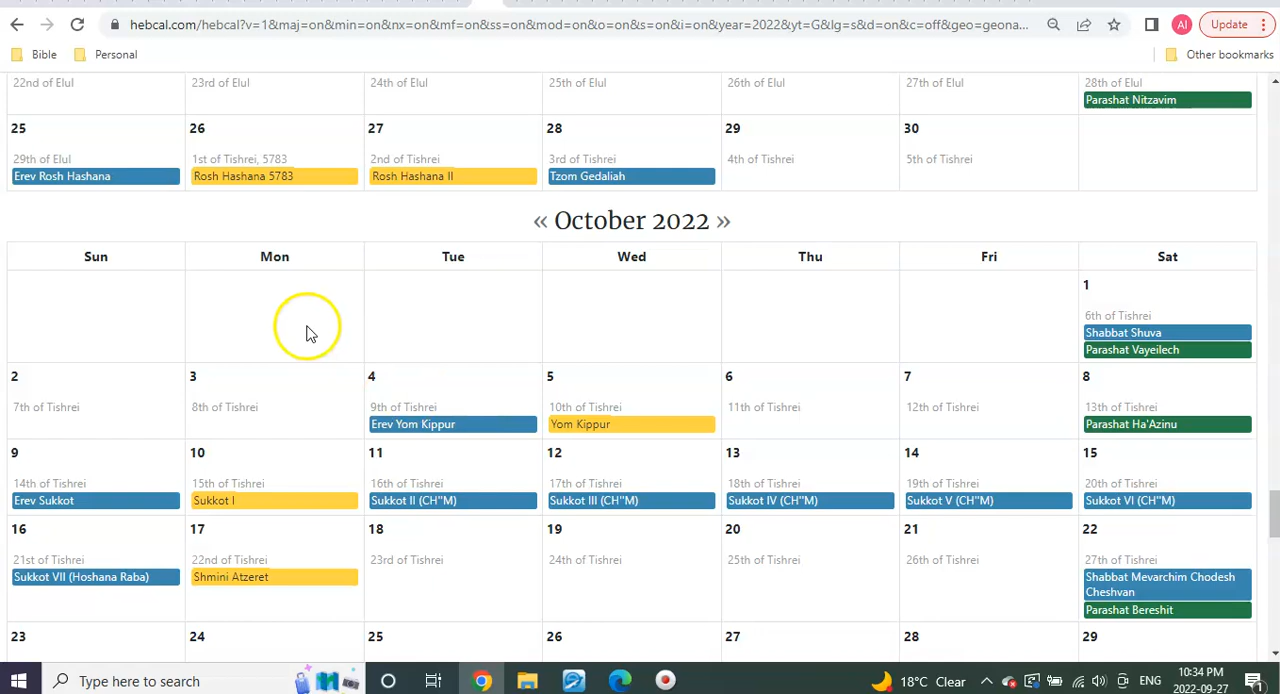 hebcal.com/?v=1&maj=on&min=on&nx=on&mf=on&ss=on&mod=on&o=on&s=on&i=on&year=2022&yt=G&lg=s&d=on&c=off&geo=geona...
AI
Update
Bible
Personal
Other bookmarks
22nd of Elul
23rd of Elul
24th of Elul
25th of Elul
26th of Elul
27th of Elul
28th of Elul
Parashat Nitzavim
25
26
27
28
29
30
29th of Elul
1st of Tishrei, 5783
2nd of Tishrei
3rd of Tishrei
4th of Tishrei
5th of Tishrei
Erev Rosh Hashana
Rosh Hashana 5783
Rosh Hashana II
Tzom Gedaliah
« October 2022 »
Sun
Mon
Tue
Wed
Thu
Fri
Sat
1
6th of Tishrei
Shabbat Shuva
Parashat Vayeilech
2
3
4
5
6
7
8
7th of Tishrei
8th of Tishrei
9th of Tishrei
10th of Tishrei
11th of Tishrei
12th of Tishrei
13th of Tishrei
Erev Yom Kippur
Yom Kippur
Parashat Ha'Azinu
9
10
11
12
13
14
15
14th of Tishrei
15th of Tishrei
16th of Tishrei
17th of Tishrei
18th of Tishrei
19th of Tishrei
20th of Tishrei
Erev Sukkot
Sukkot I
Sukkot II (CH"M)
Sukkot III (CH"M)
Sukkot IV (CH"M)
Sukkot V (CH"M)
Sukkot VI (CH"M)
16
17
18
19
20
21
22
21st of Tishrei
22nd of Tishrei
23rd of Tishrei
24th of Tishrei
25th of Tishrei
26th of Tishrei
27th of Tishrei
Sukkot VII (Hoshana Raba)
Shmini Atzeret
Shabbat Mevarchim Chodesh
Cheshvan
Parashat Bereshit
23
24
25
26
27
28
29
Type here to search
18°C Clear
ENG
10:34 PM
2022-09-27
1